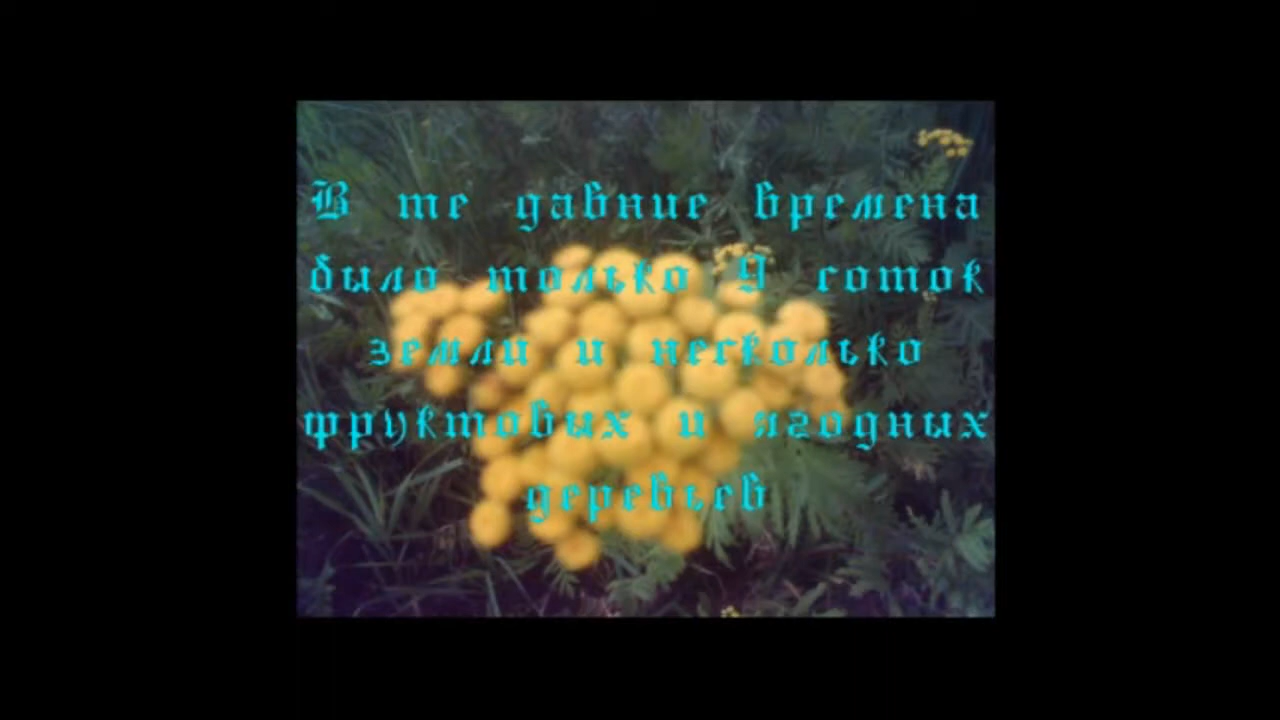 В те давние времена
было только 9 соток
земли и несколько
фруктовых и ягодных
деревьев